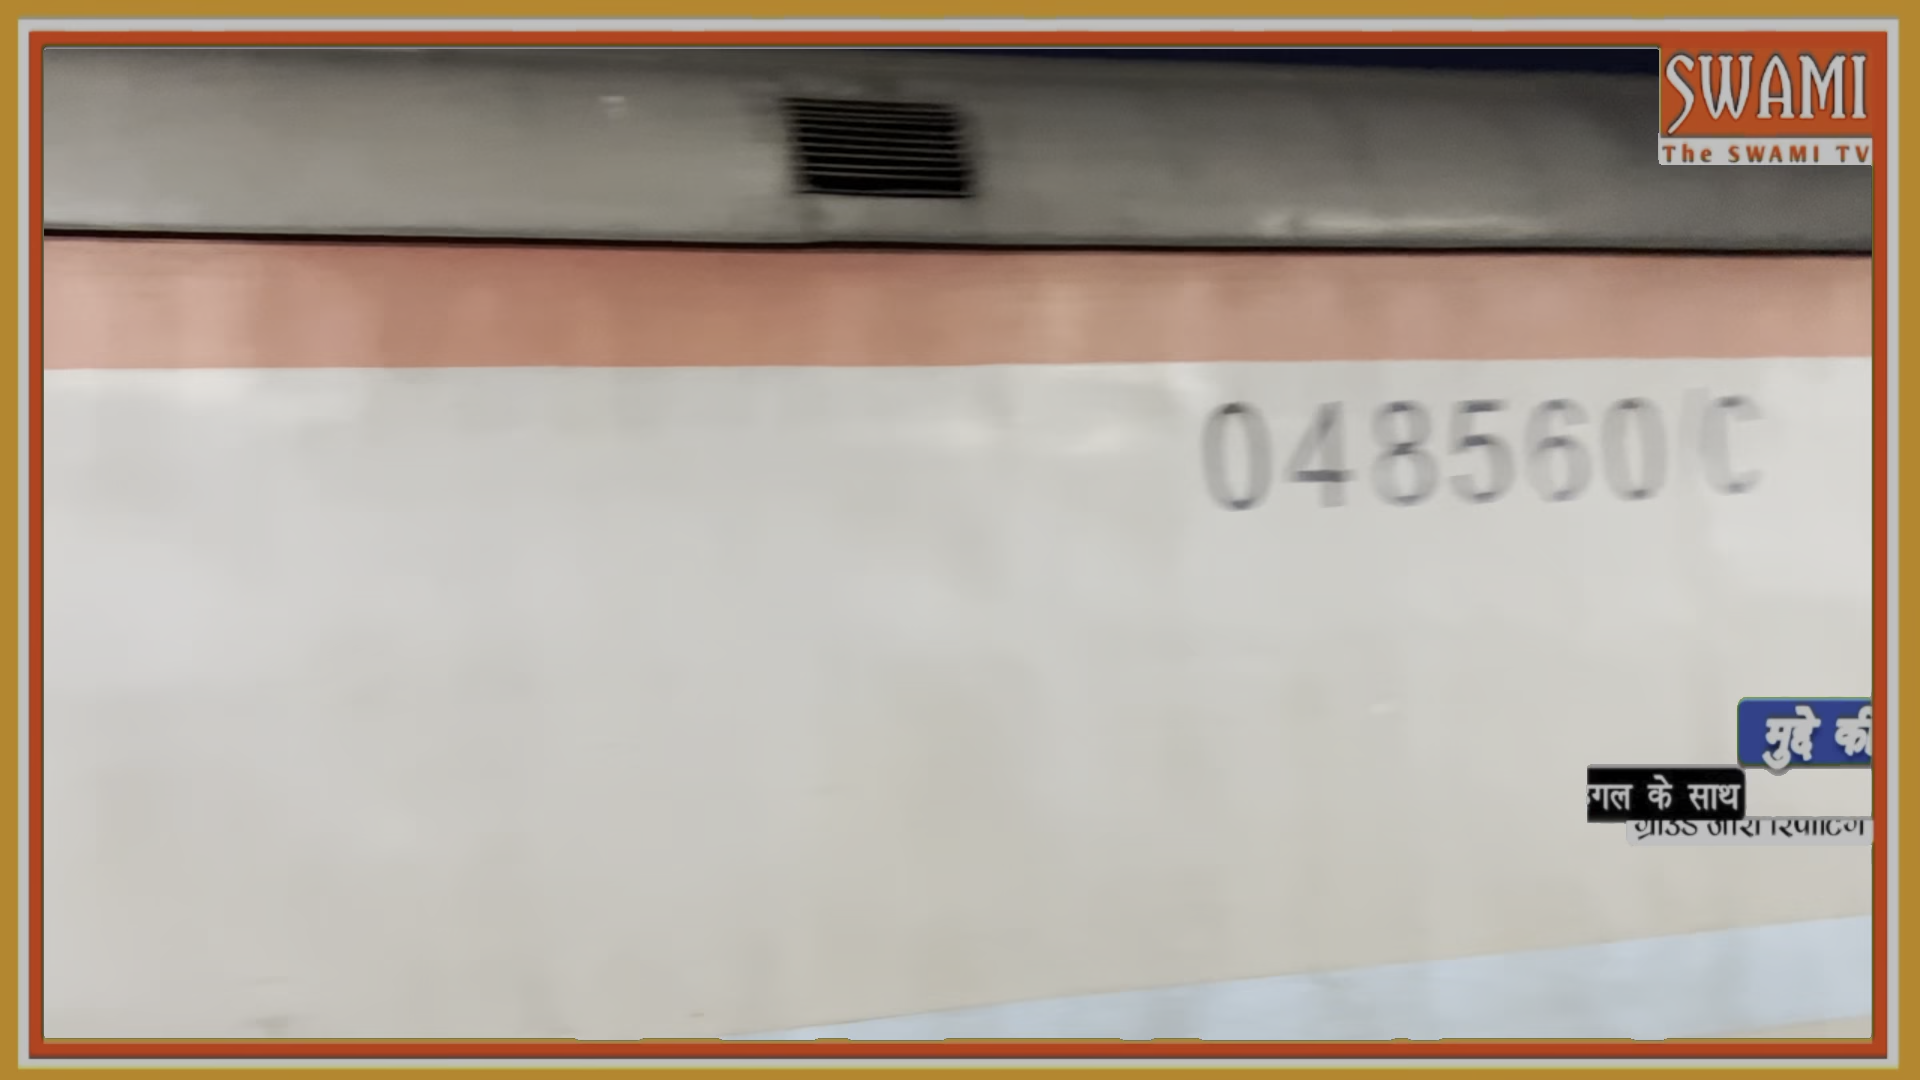 SWAMI
The SWAMI TV
048560/C
मुद्दे की
गल के साथ
ग्राउंड जीरो रिपोर्टिंग